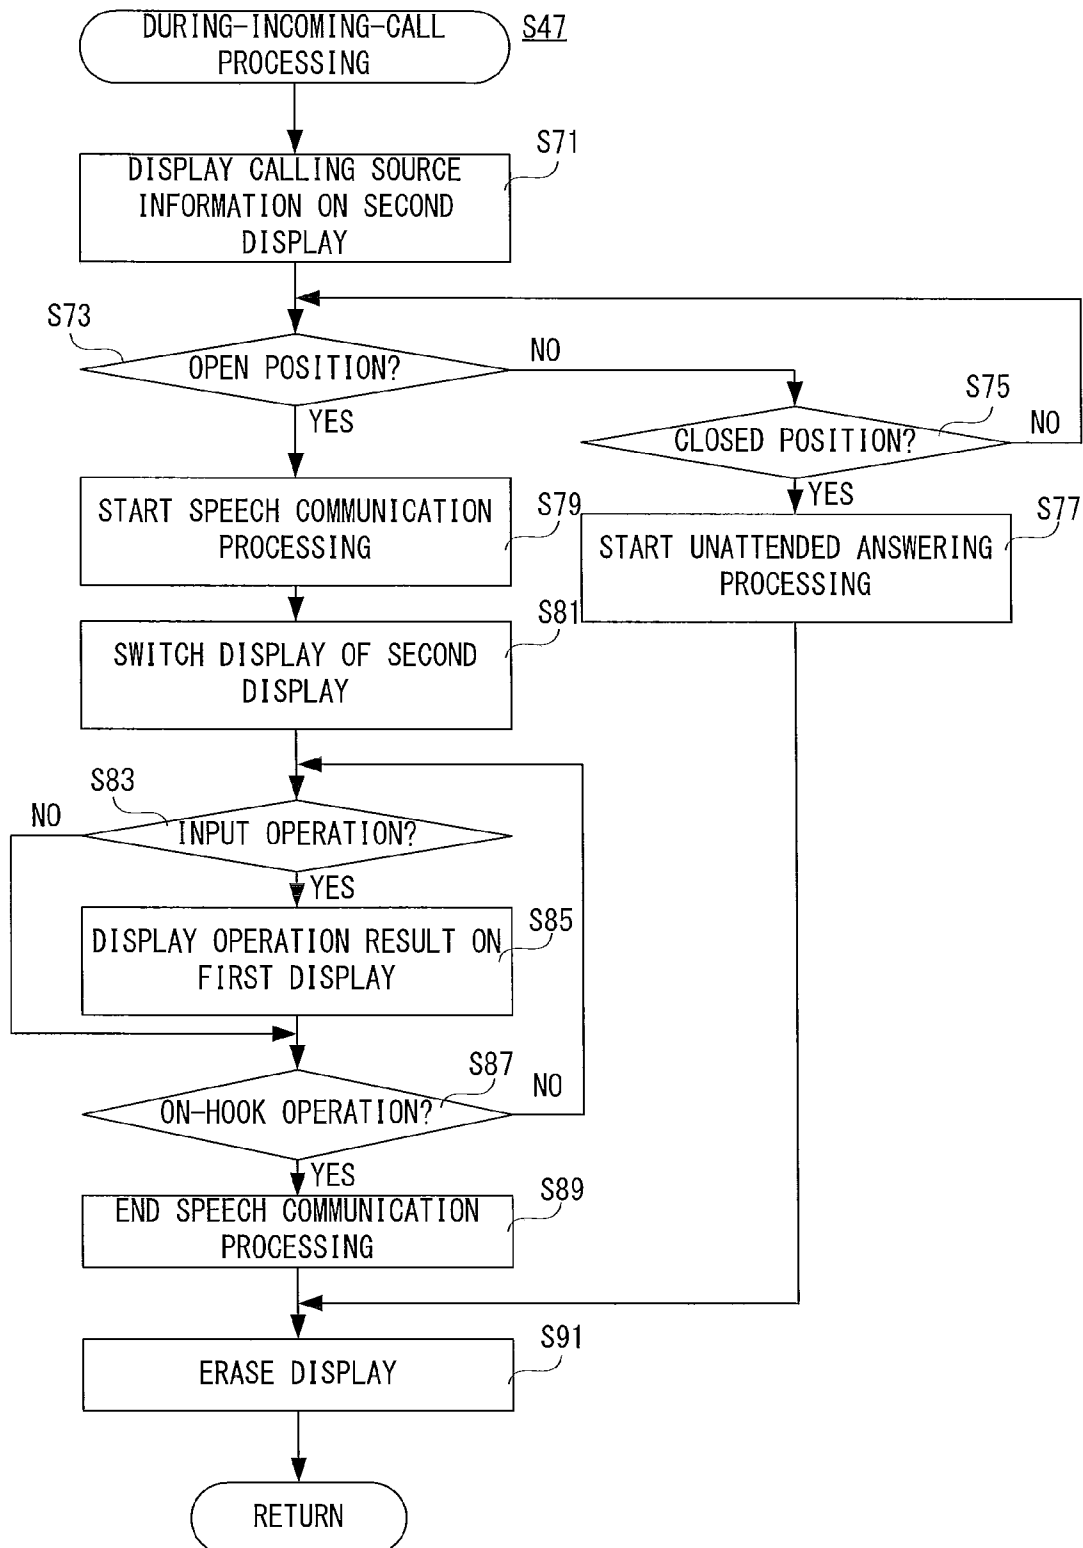 DURING-INCOMING-CALL
PROCESSING
S47
S71
DISPLAY CALLING SOURCE
INFORMATION ON SECOND
DISPLAY
S73
OPEN POSITION?
NO
YES
S75
CLOSED POSITION?
NO
YES
S77
START UNATTENDED ANSWERING
PROCESSING
S79
START SPEECH COMMUNICATION
PROCESSING
S81
SWITCH DISPLAY OF SECOND
DISPLAY
S83
NO
INPUT OPERATION?
YES
S85
DISPLAY OPERATION RESULT ON
FIRST DISPLAY
S87
ON-HOOK OPERATION?
NO
YES
S89
END SPEECH COMMUNICATION
PROCESSING
S91
ERASE DISPLAY
RETURN